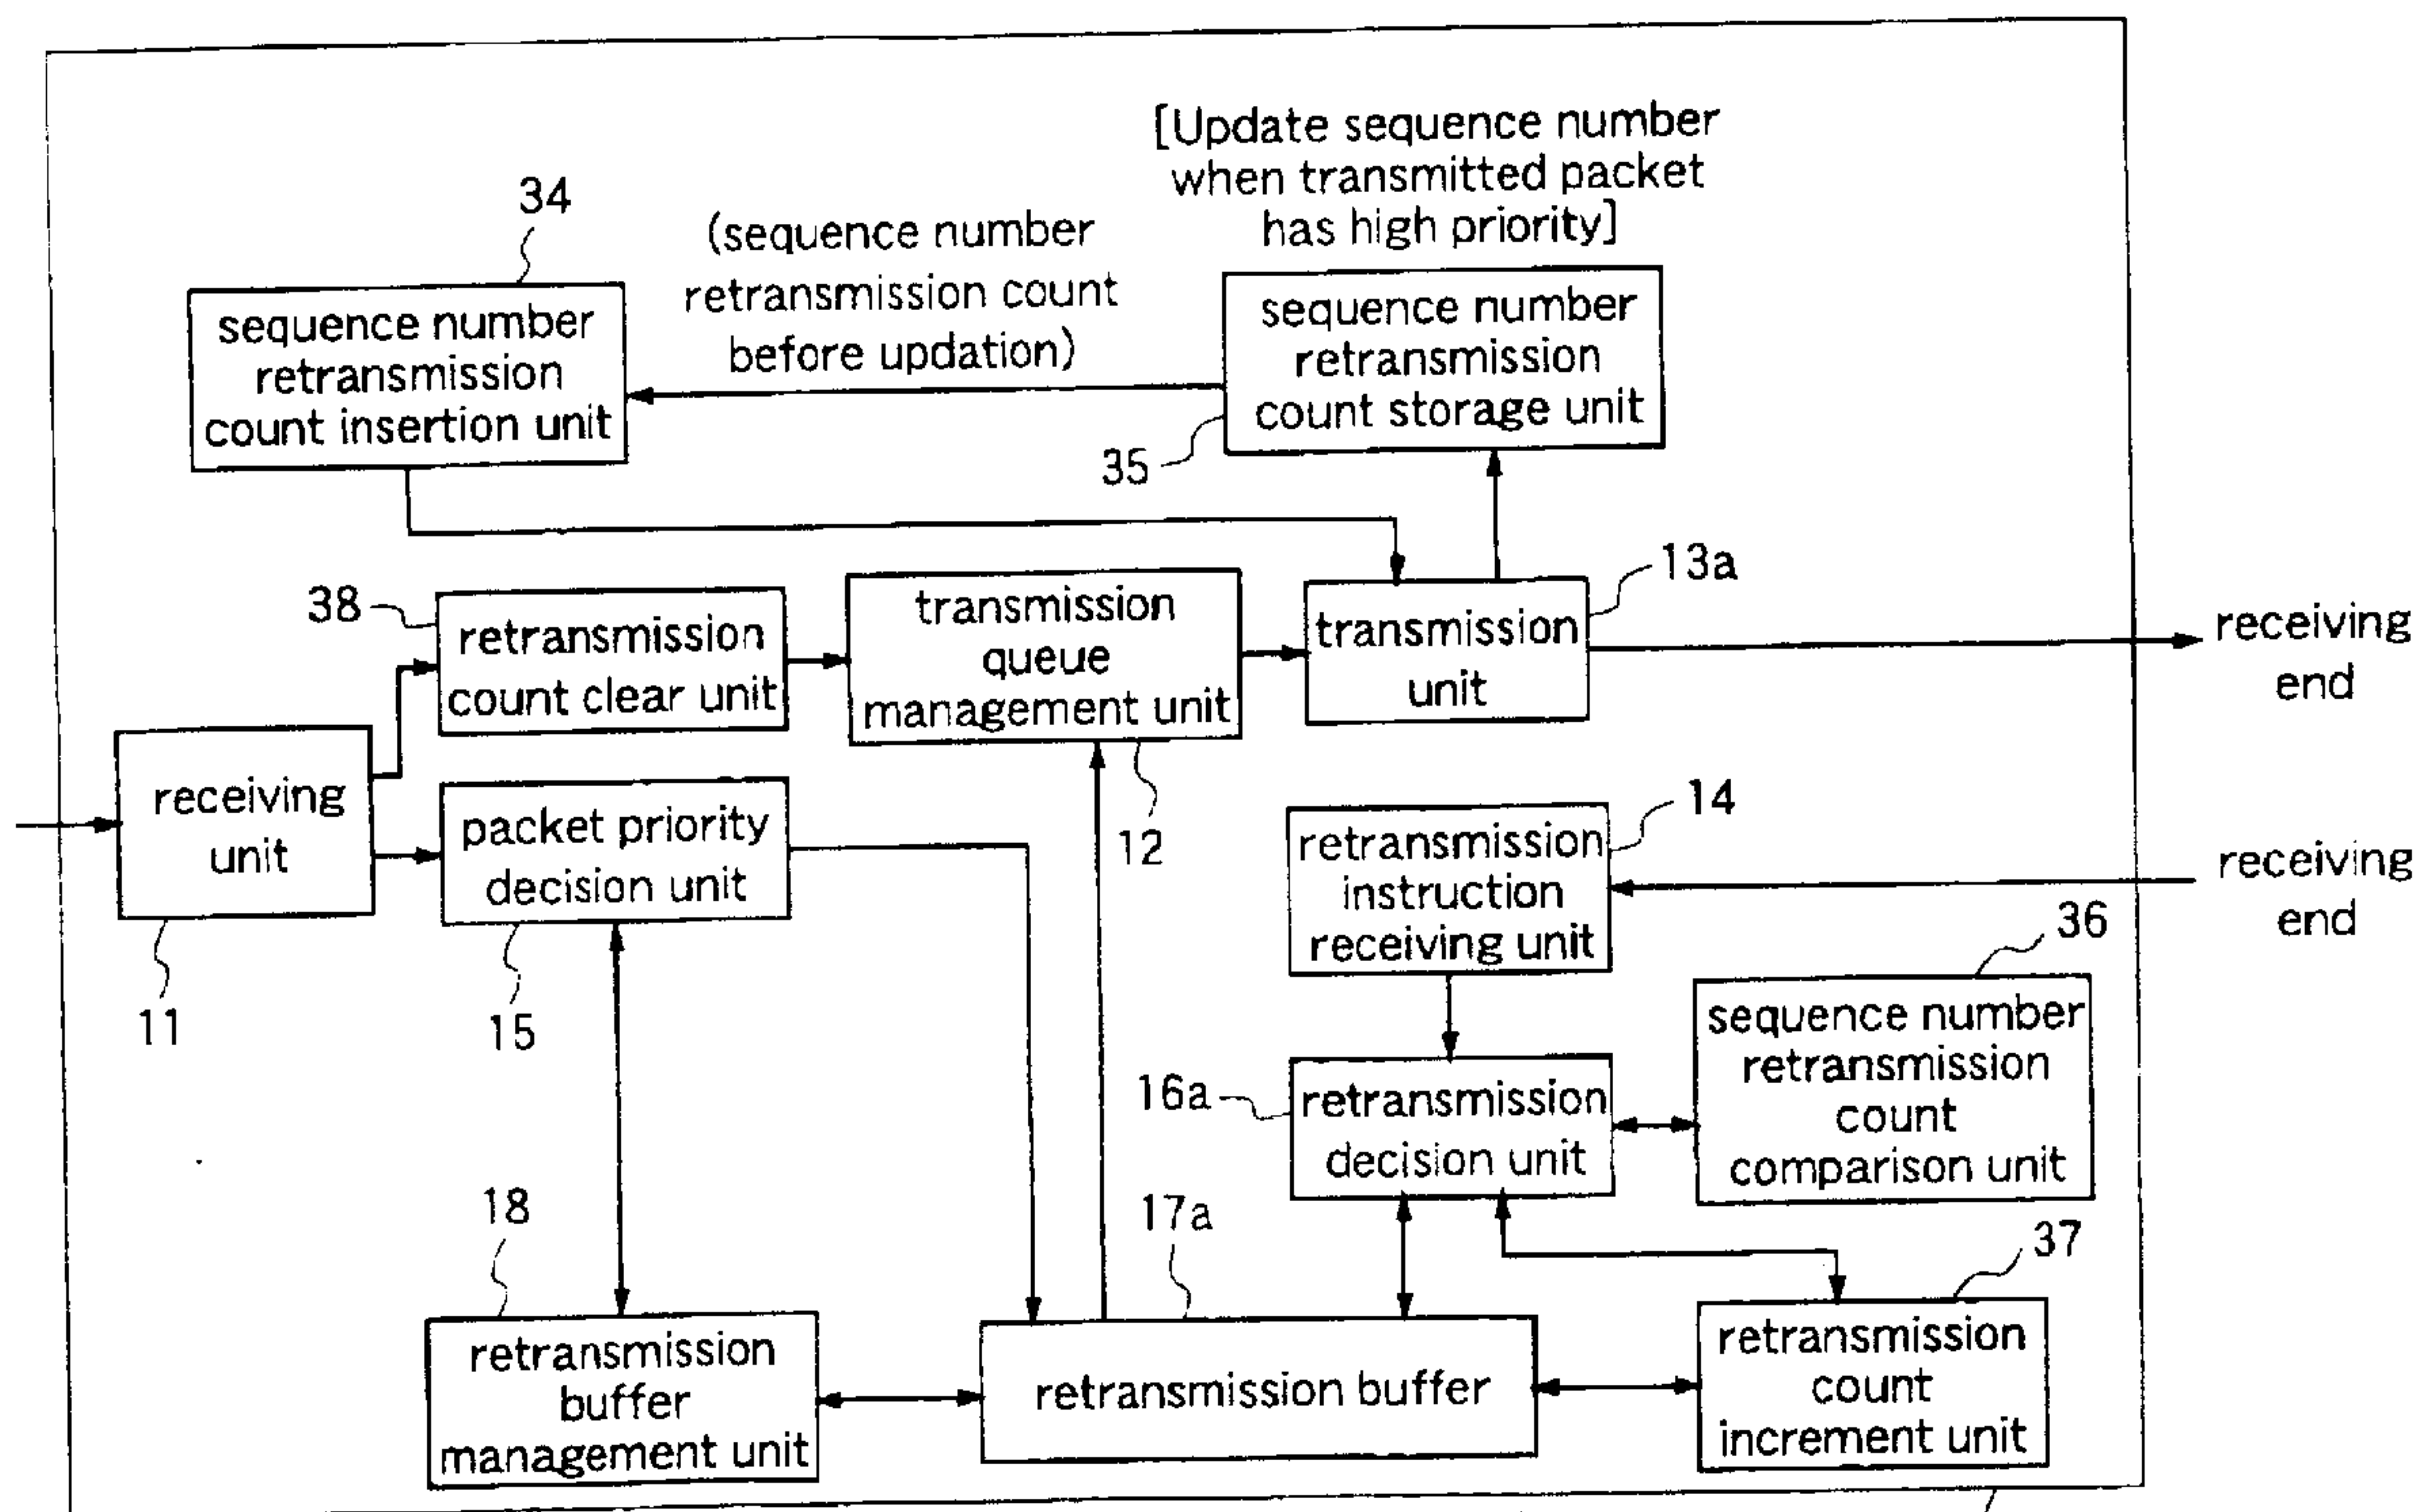 [Update sequence number
when transmitted packet
has high priority]
34
(sequence number
retransmission count
before updation)
sequence number
retransmission
count insertion unit
sequence number
retransmission
count storage unit
35
13a
38
retransmission
count clear unit
transmission
queue
management unit
transmission
unit
receiving
end
receiving
unit
packet priority
decision unit
12
14
retransmission
instruction
receiving unit
receiving
end
36
11
15
sequence number
retransmission
count
comparison unit
16a
retransmission
decision unit
18
17a
37
retransmission
buffer
management unit
retransmission buffer
retransmission
count
increment unit